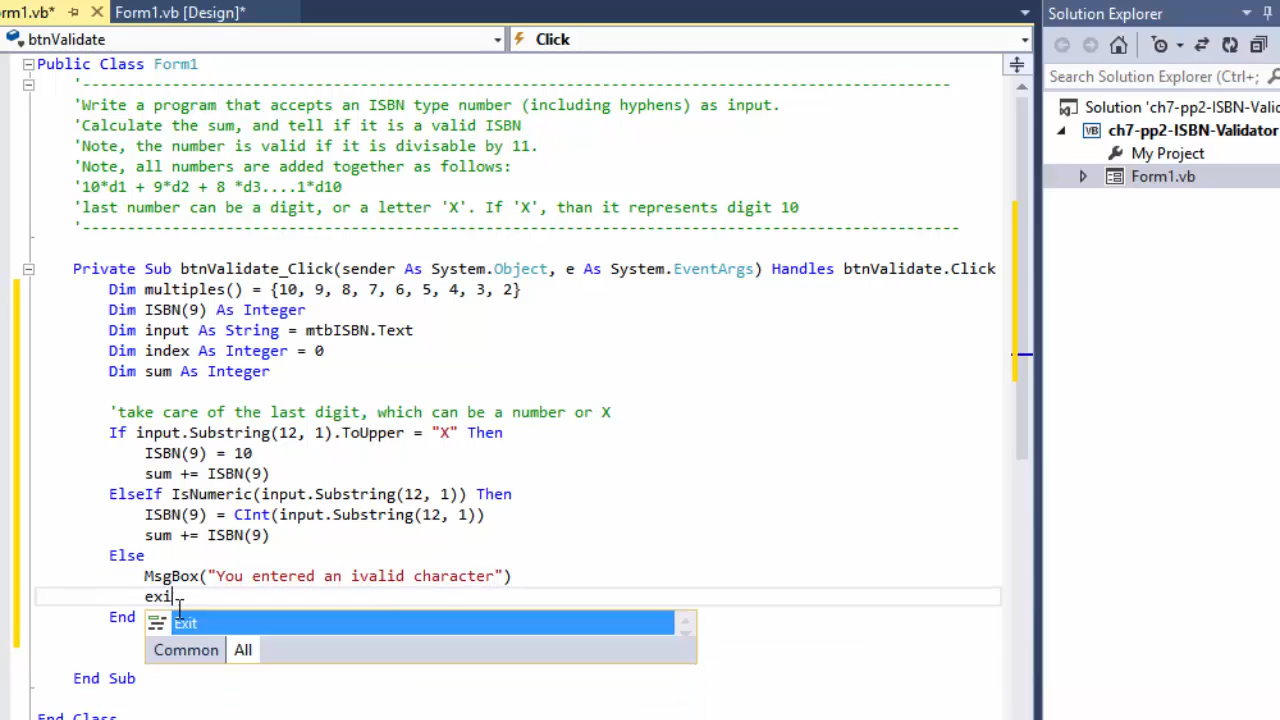 rm1.vb*
Form1.vb [Design]*
Solution Explorer
btnValidate
Click
Search Solution Explorer (Ctrl+;
Public Class Form1
'-------------------------------------------------------------------------------------------------
'Write a program that accepts an ISBN type number (including hyphens) as input.
'Calculate the sum, and tell if it is a valid ISBN
'Note, the number is valid if it is divisable by 11.
'Note, all numbers are added together as follows:
'10*d1 + 9*d2 + 8 *d3....1*d10
'last number can be a digit, or a letter 'X'. If 'X', than it represents digit 10
'--------------------------------------------------------------------------------------------------
Private Sub btnValidate_Click(sender As System.Object, e As System.EventArgs) Handles btnValidate.Click
Dim multiples() = {10, 9, 8, 7, 6, 5, 4, 3, 2}
Dim ISBN(9) As Integer
Dim input As String = mtbISBN.Text
Dim index As Integer = 0
Dim sum As Integer
'take care of the last digit, which can be a number or X
If input.Substring(12, 1).ToUpper = "X" Then
ISBN(9) = 10
sum += ISBN(9)
ElseIf IsNumeric(input.Substring(12, 1)) Then
ISBN(9) = CInt(input.Substring(12, 1))
sum += ISBN(9)
Else
MsgBox("You entered an ivalid character")
exi
End
Exit
Common
All
End Sub
End Class
Solution 'ch7-pp2-ISBN-Valid
VB ch7-pp2-ISBN-Validator
My Project
Form1.vb